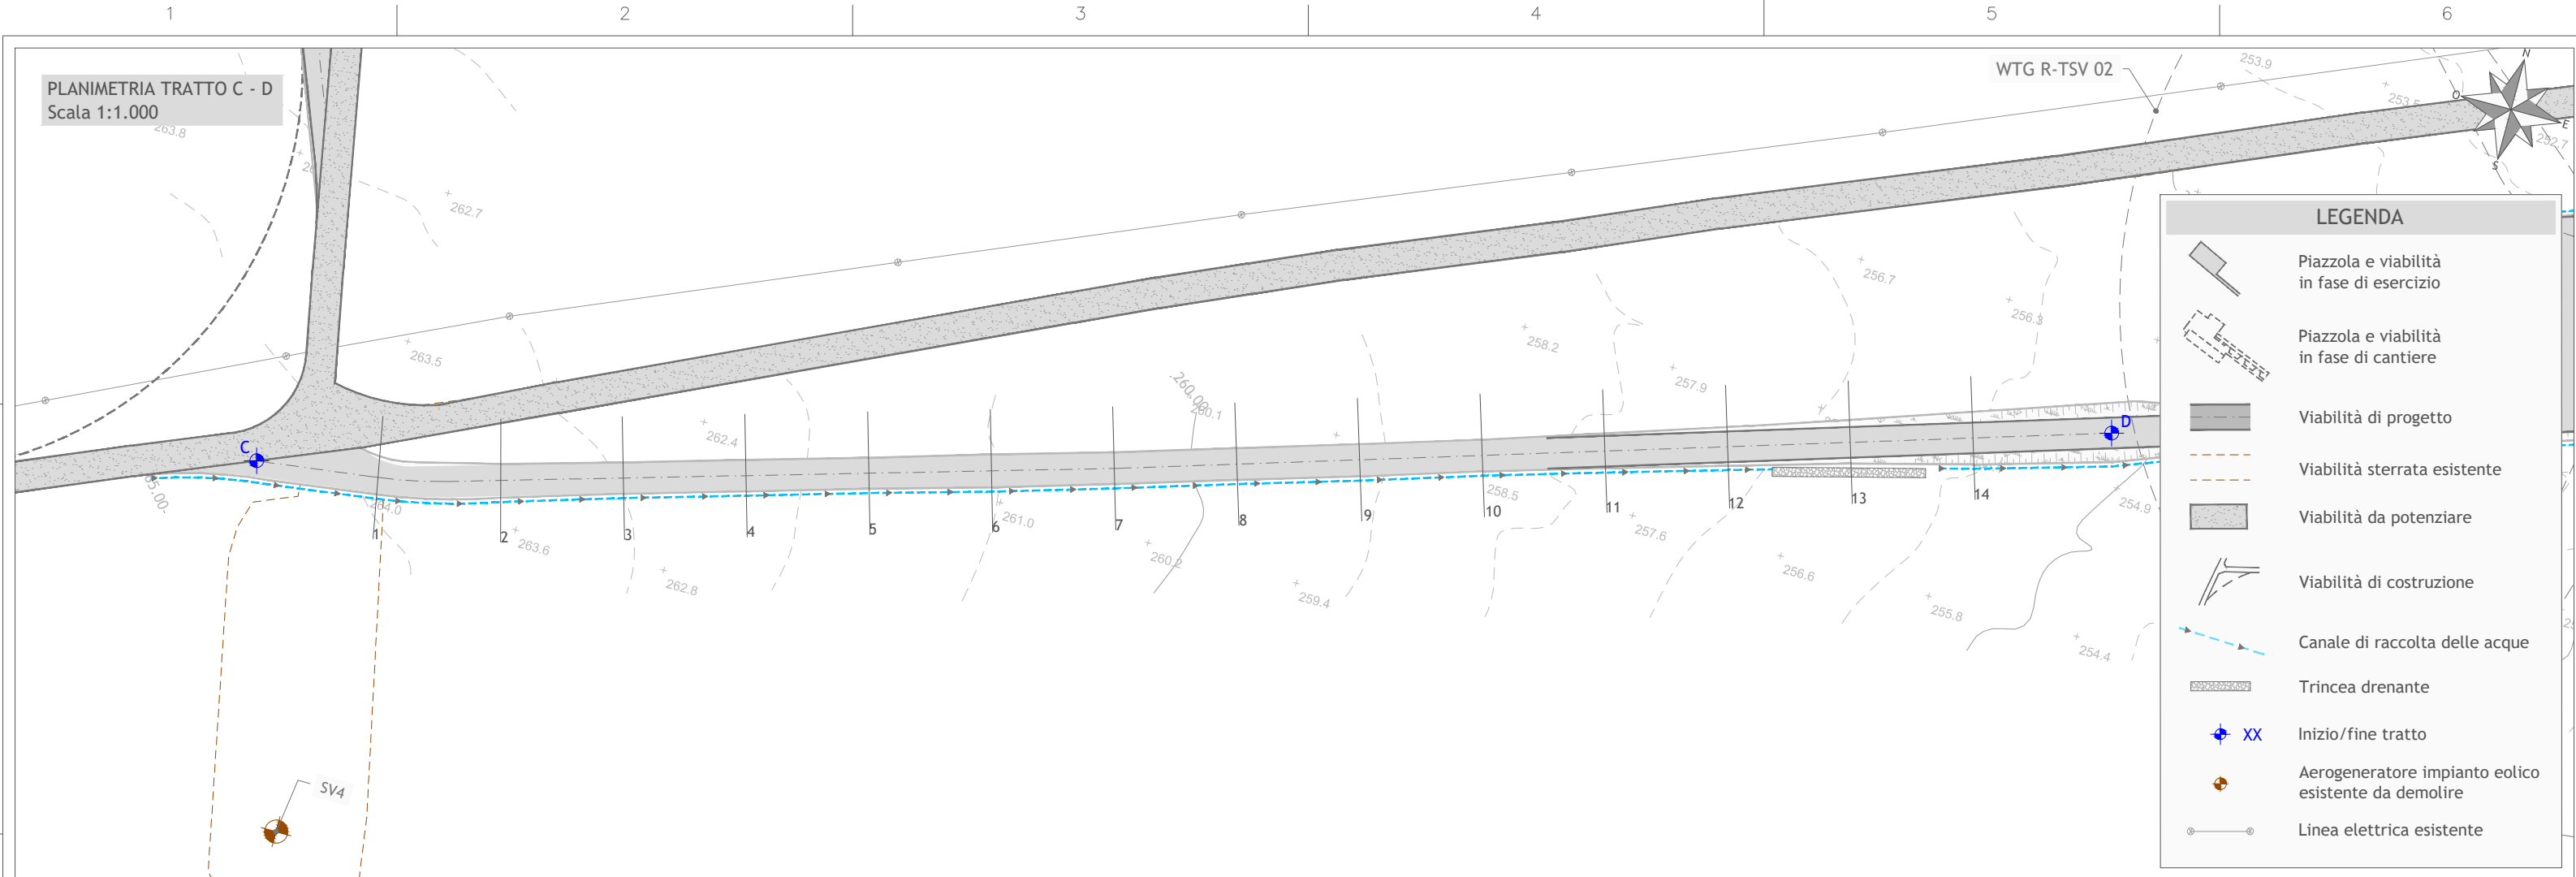 1 2 3 4 5 6
PLANIMETRIA TRATTO C - D
Scala 1:1.000
WTG R-TSV 02
N
O
E
S
253.9
252.7
263.8
262.7
263.5
256.7
256.3
258.2
257.9
262.4
260.00
260.1
C
D
264.0
263.6
262.8
261.0
260.2
259.4
258.5
257.6
256.6
255.8
254.9
254.4
1 2 3 4 5 6 7 8 9 10 11 12 13 14
SV4
LEGENDA
Piazzola e viabilità
in fase di esercizio
Piazzola e viabilità
in fase di cantiere
Viabilità di progetto
Viabilità sterrata esistente
Viabilità da potenziare
Viabilità di costruzione
Canale di raccolta delle acque
Trincea drenante
XX Inizio/fine tratto
Aerogeneratore impianto eolico
esistente da demolire
Linea elettrica esistente